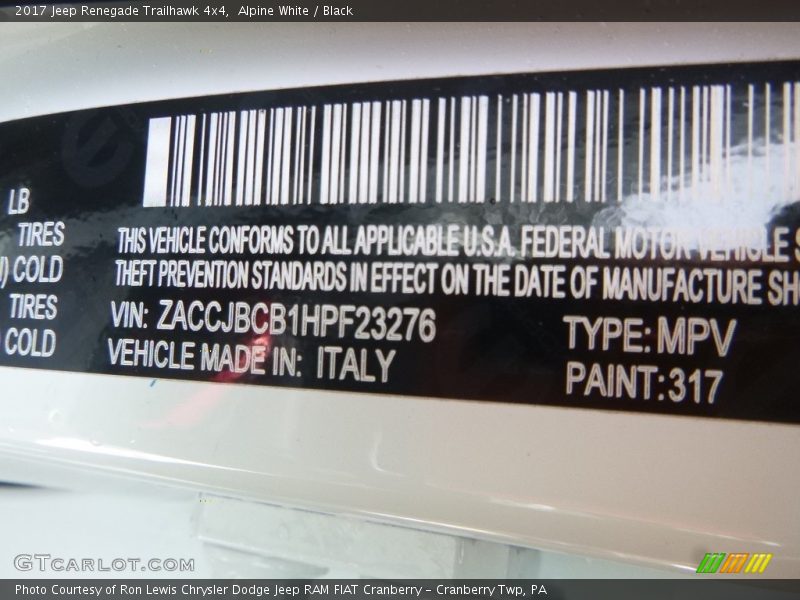 2017 Jeep Renegade Trailhawk 4x4, Alpine White / Black
LB
TIRES
COLD
TIRES
COLD
THIS VEHICLE CONFORMS TO ALL APPLICABLE U.S.A. FEDERAL MOTOR VEHICLE S
THEFT PREVENTION STANDARDS IN EFFECT ON THE DATE OF MANUFACTURE SH
VIN: ZACCJBCB1HPF23276
TYPE: MPV
VEHICLE MADE IN: ITALY
PAINT: 317
GTCARLOT.COM
Photo Courtesy of Ron Lewis Chrysler Dodge Jeep RAM FIAT Cranberry – Cranberry Twp, PA